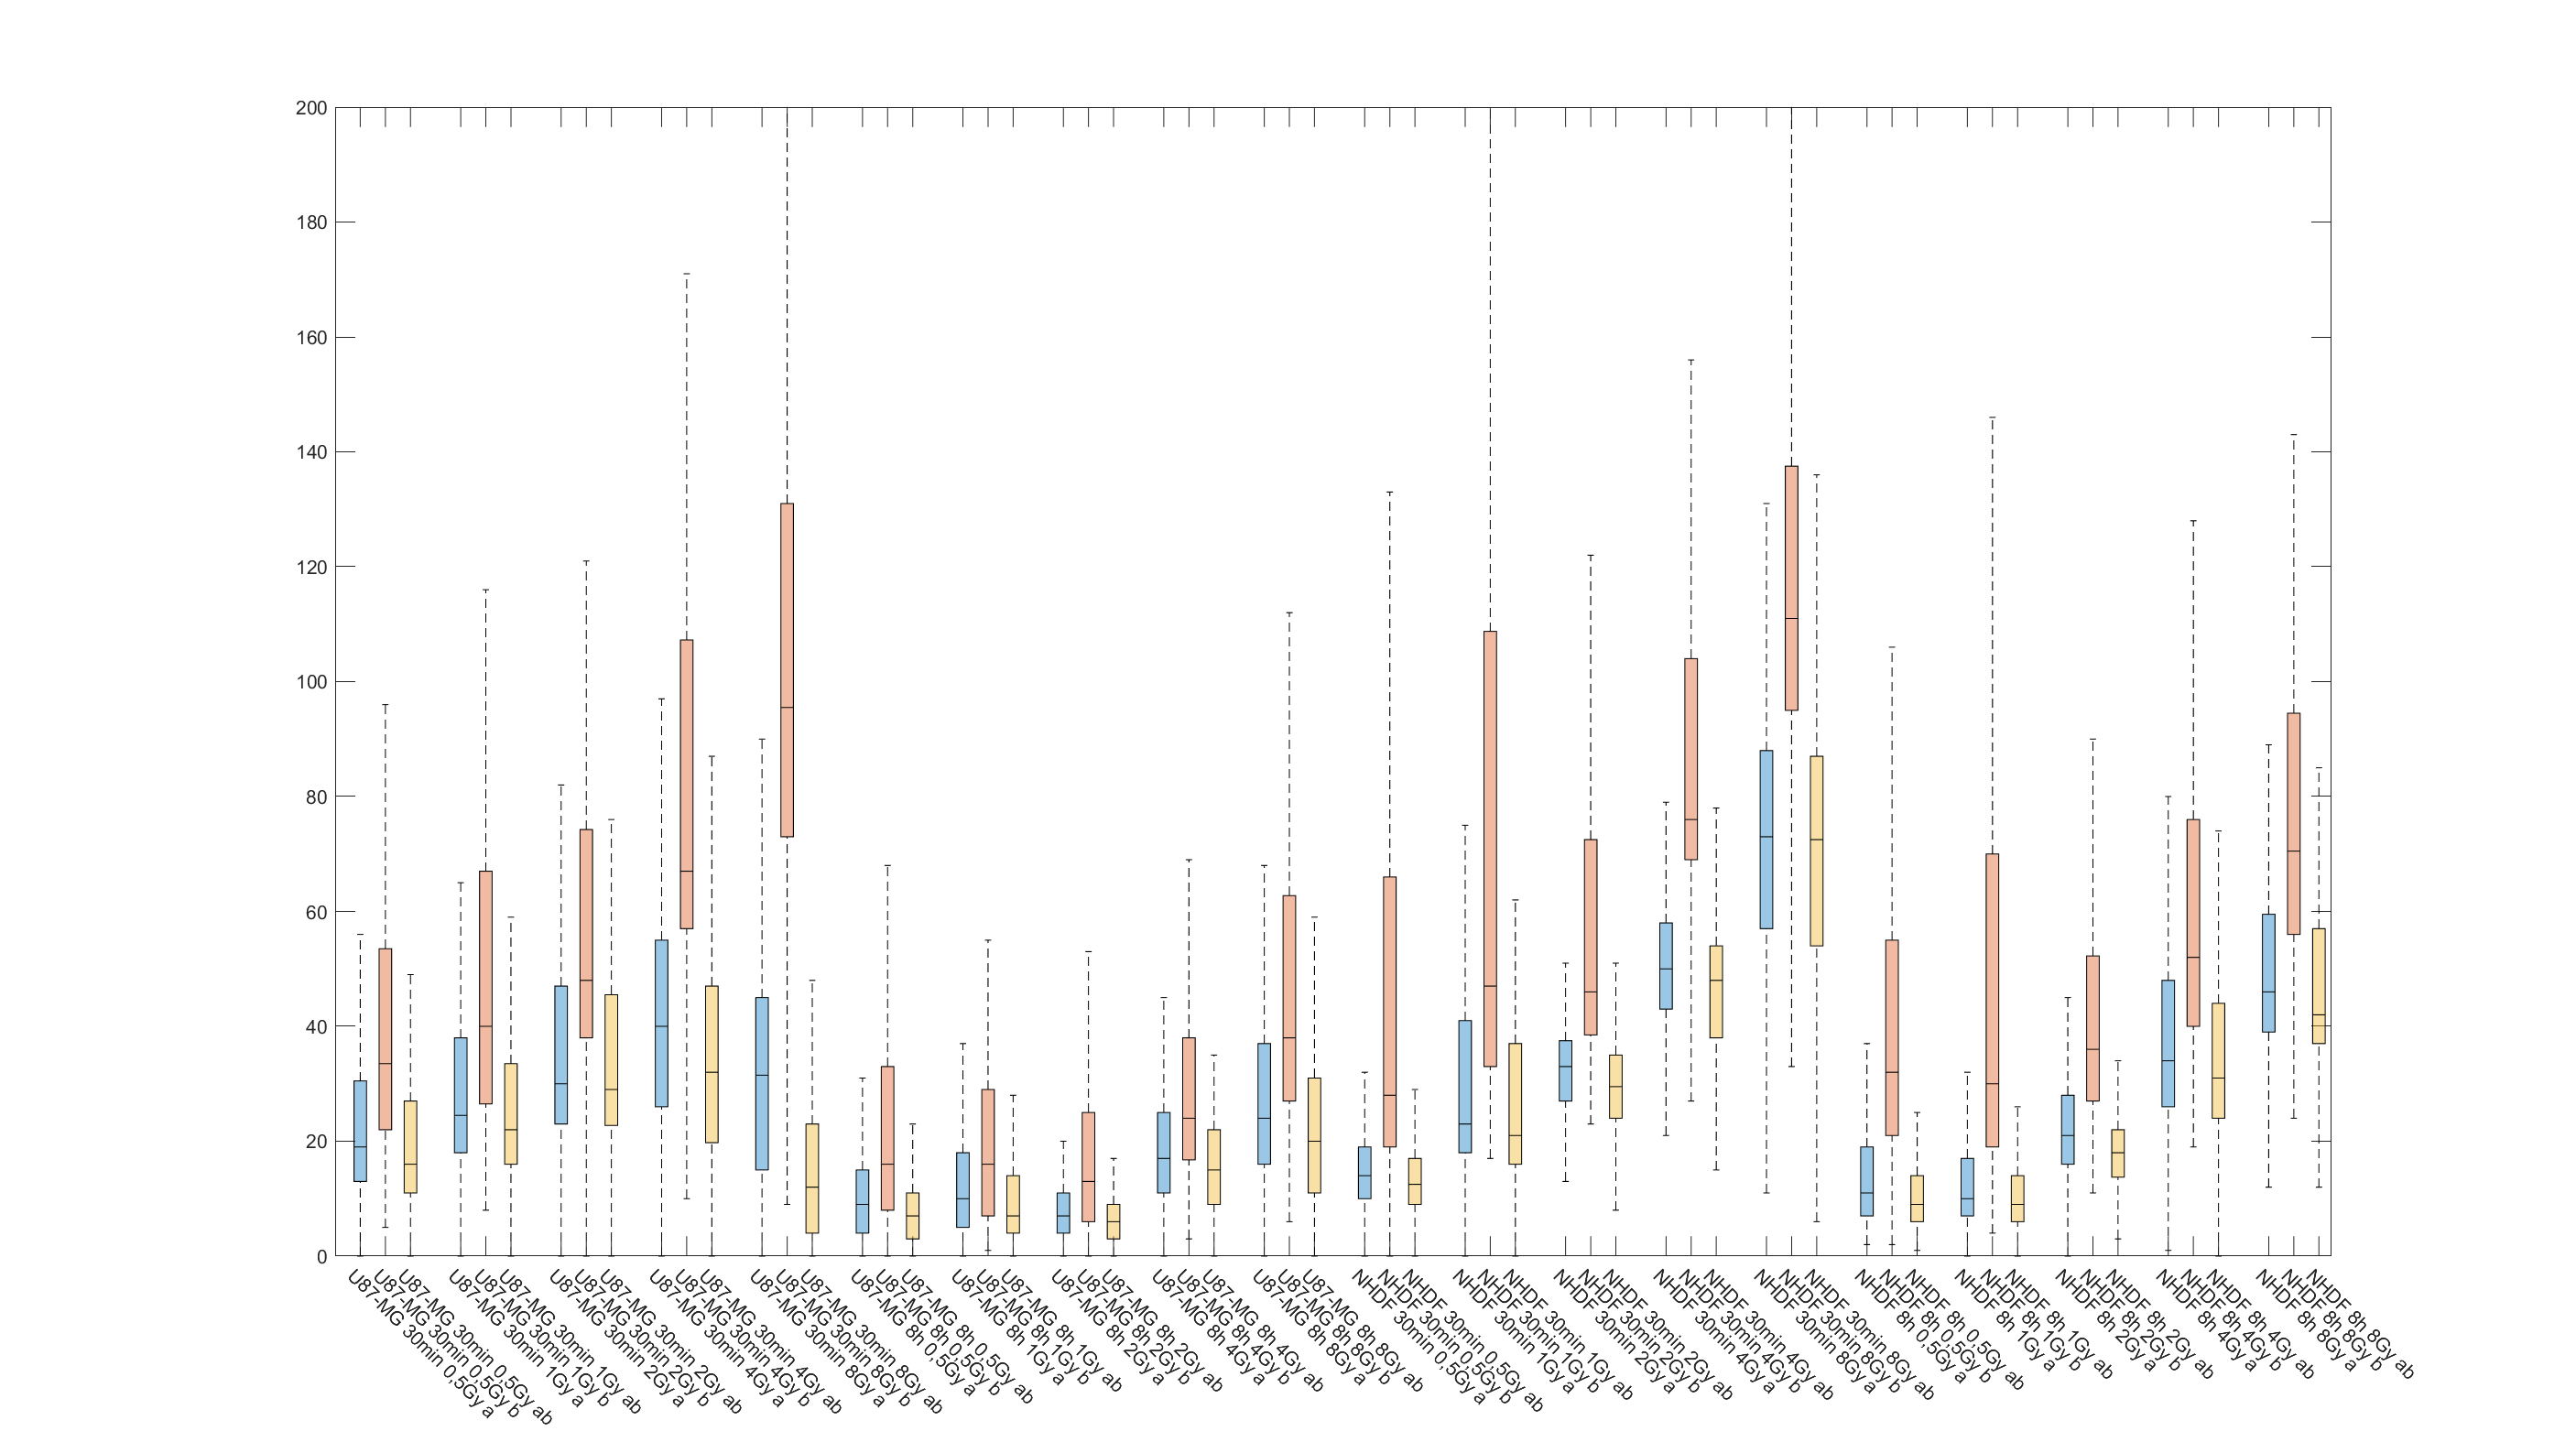 200
180
160
140
120
100
80
60
40
20
0
U87-MG 30min 0,5Gy a
U87-MG 30min 0,5Gy b
U87-MG 30min 0,5Gy ab
U87-MG 30min 1Gy a
U87-MG 30min 1Gy b
U87-MG 30min 1Gy ab
U87-MG 30min 2Gy a
U87-MG 30min 2Gy b
U87-MG 30min 2Gy ab
U87-MG 30min 4Gy a
U87-MG 30min 4Gy b
U87-MG 30min 4Gy ab
U87-MG 30min 8Gy a
U87-MG 30min 8Gy b
U87-MG 30min 8Gy ab
U87-MG 8h 0,5Gy a
U87-MG 8h 0,5Gy b
U87-MG 8h 0,5Gy ab
U87-MG 8h 1Gy a
U87-MG 8h 1Gy b
U87-MG 8h 1Gy ab
U87-MG 8h 2Gy a
U87-MG 8h 2Gy b
U87-MG 8h 2Gy ab
U87-MG 8h 4Gy a
U87-MG 8h 4Gy b
U87-MG 8h 4Gy ab
U87-MG 8h 8Gy a
U87-MG 8h 8Gy b
U87-MG 8h 8Gy ab
NHDF 30min 0,5Gy a
NHDF 30min 0,5Gy b
NHDF 30min 0,5Gy ab
NHDF 30min 1Gy a
NHDF 30min 1Gy b
NHDF 30min 1Gy ab
NHDF 30min 2Gy a
NHDF 30min 2Gy b
NHDF 30min 2Gy ab
NHDF 30min 4Gy a
NHDF 30min 4Gy b
NHDF 30min 4Gy ab
NHDF 30min 8Gy a
NHDF 30min 8Gy b
NHDF 30min 8Gy ab
NHDF 8h 0,5Gy a
NHDF 8h 0,5Gy b
NHDF 8h 0,5Gy ab
NHDF 8h 1Gy a
NHDF 8h 1Gy b
NHDF 8h 1Gy ab
NHDF 8h 2Gy a
NHDF 8h 2Gy b
NHDF 8h 2Gy ab
NHDF 8h 4Gy a
NHDF 8h 4Gy b
NHDF 8h 4Gy ab
NHDF 8h 8Gy a
NHDF 8h 8Gy b
NHDF 8h 8Gy ab